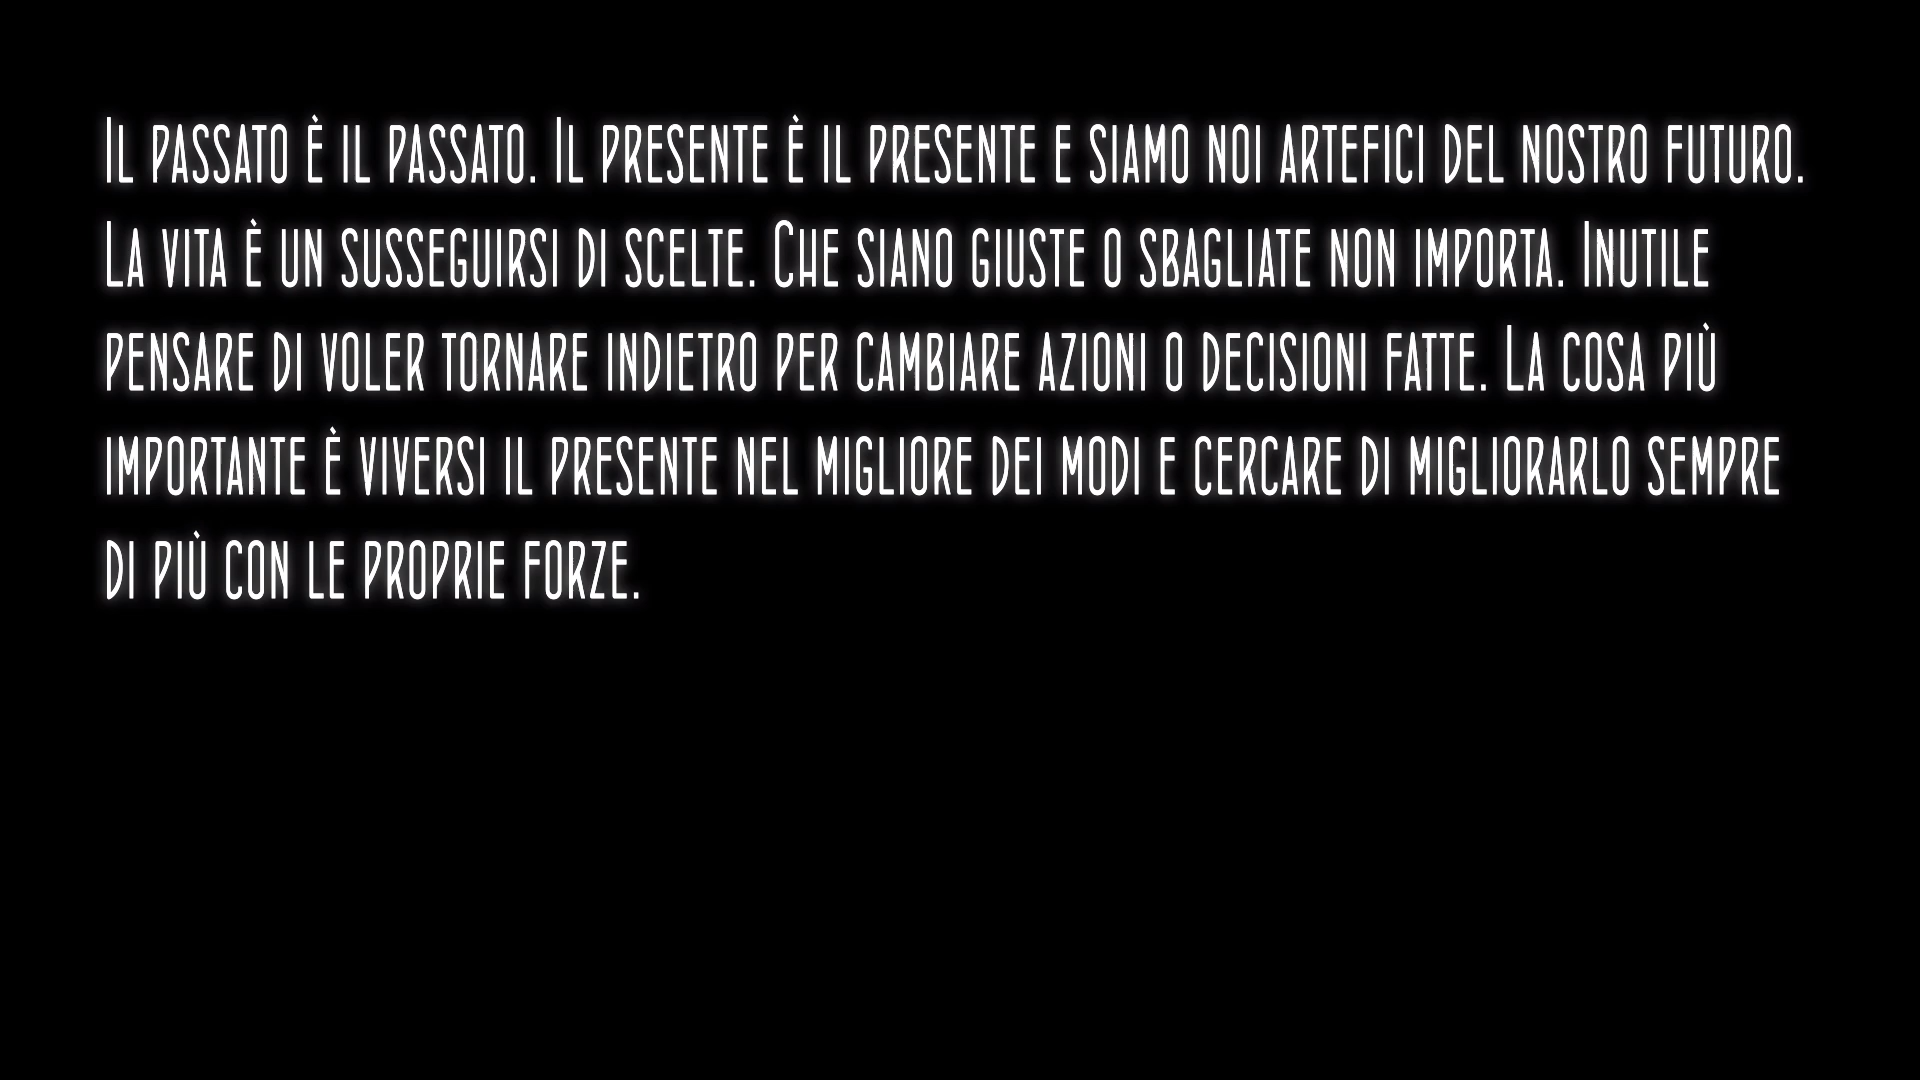 Il passato è il passato. Il presente è il presente e siamo noi artefici del nostro futuro.
La vita è un susseguirsi di scelte. Che siano giuste o sbagliate non importa. Inutile
pensare di voler tornare indietro per cambiare azioni o decisioni fatte. La cosa più
importante è viversi il presente nel migliore dei modi e cercare di migliorarlo sempre
di più con le proprie forze.